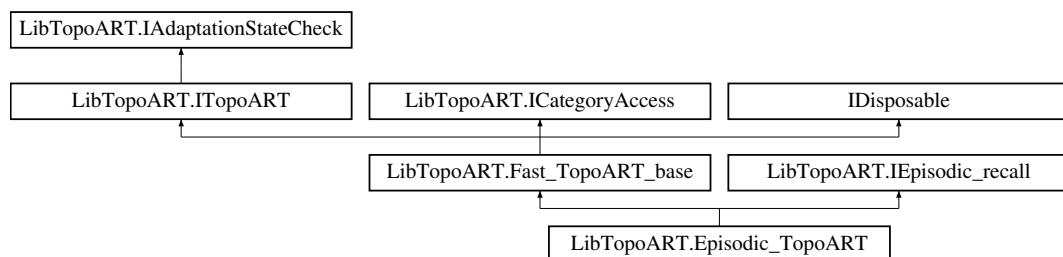 LibTopoART.IAdaptationStateCheck
LibTopoART.ITopoART
LibTopoART.ICategoryAccess
IDisposable
LibTopoART.Fast_TopoART_base
LibTopoART.IEpisodic_recall
LibTopoART.Episodic_TopoART